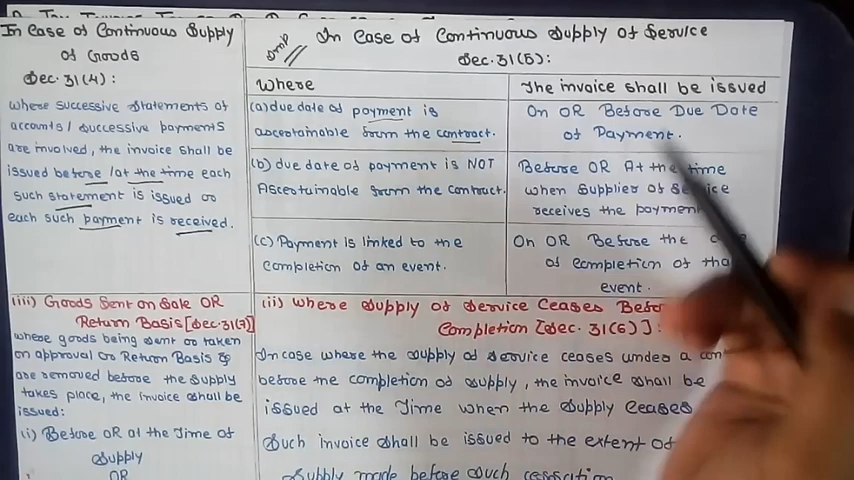 In Case of Continuous Supply
of Goods
Sec. 31(4):
where successive Statements of
accounts / Successive payments
are involved, the invoice shall be
issued before /at the time each
such statement is issued or
each such payment is received.
Imp
In Case of Continuous Supply of Service
Sec. 31(5):
Where
The invoice shall be issued
(a) due date of payment is
ascertainable from the contract.
On OR Before Due Date
of Payment.
(b) due date of payment is NOT
Ascertainable from the contract.
Before OR At the time
when Supplier of Service
receives the payment
(c) Payment is linked to the
Completion of an event.
On OR Before the
of completion of
event.
(iii) Goods Sent on Sale OR
Return Basis [Sec. 31(7)]
where goods being sent or taken
on approval or Return Basis &
are removed before the Supply
takes place, the invoice shall be
issued:
(i) Before OR at the Time of
Supply
OR
(ii) Where Supply of Service Ceases
Completion [Sec. 31(6)]:
In case where the Supply of Service ceases under a
before the completion of Supply, the invoice shall be
issued at the Time when the Supply Ceases
Such invoice Shall be issued to the extent of
Supply made before Such cessation